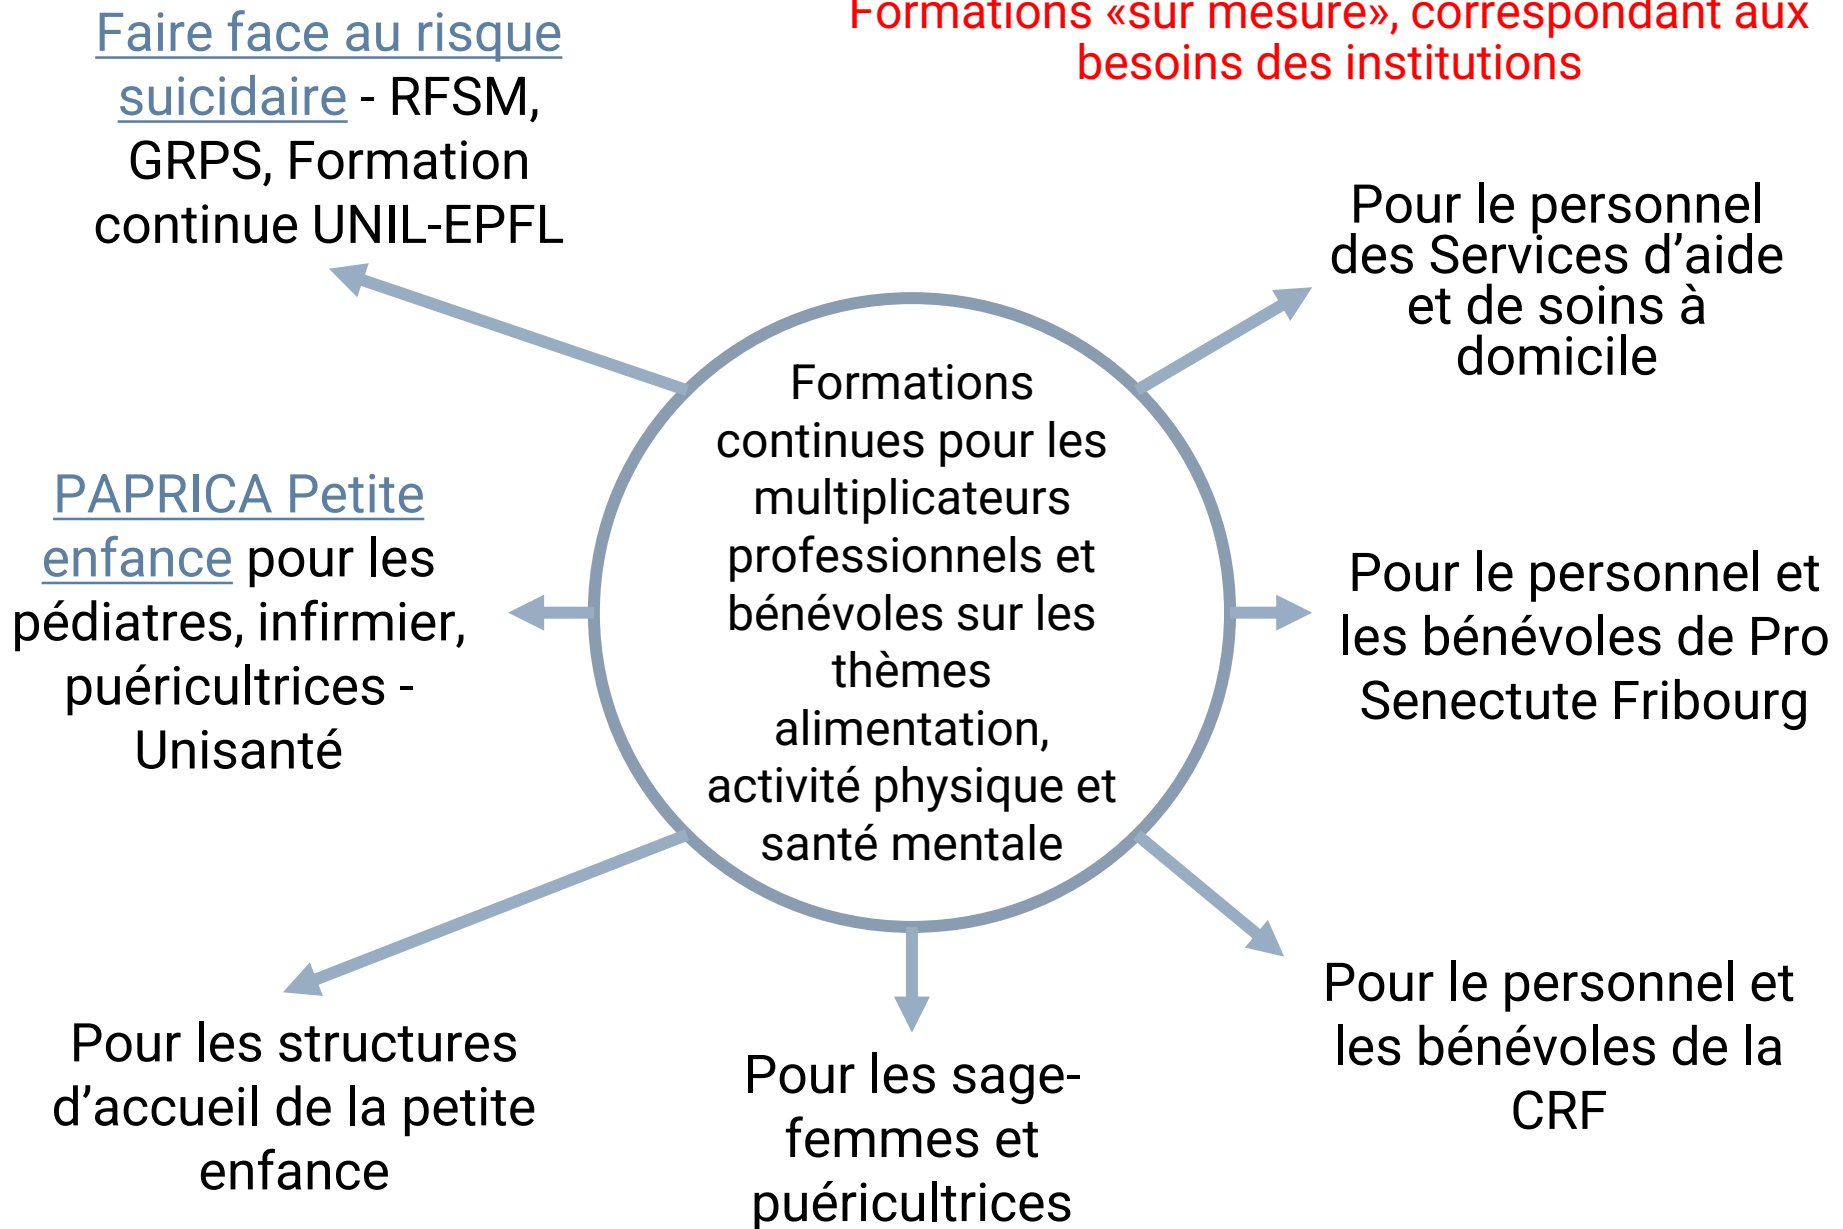 Formations «sur mesure», correspondant aux
besoins des institutions
Faire face au risque
suicidaire - RFSM,
GRPS, Formation
continue UNIL-EPFL
Pour le personnel
des Services d’aide
et de soins à
domicile
Formations
continues pour les
multiplicateurs
professionnels et
bénévoles sur les
thèmes
alimentation,
activité physique et
santé mentale
PAPRICA Petite
enfance pour les
pédiatres, infirmier,
puéricultrices -
Unisanté
Pour le personnel et
les bénévoles de Pro
Senectute Fribourg
Pour les structures
d’accueil de la petite
enfance
Pour les sage-
femmes et
puéricultrices
Pour le personnel et
les bénévoles de la
CRF